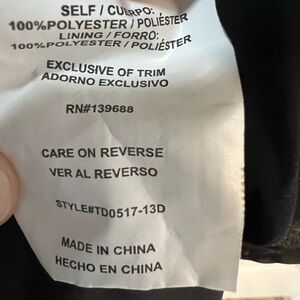 SELF / CUERPO:
100%POLYESTER / POLIÉSTER
LINING / FORRO:
100%POLYESTER / POLIÉSTER
EXCLUSIVE OF TRIM
ADORNO EXCLUSIVO
RN#139688
CARE ON REVERSE
VER AL REVERSO
STYLE#TD0517-13D
MADE IN CHINA
HECHO EN CHINA